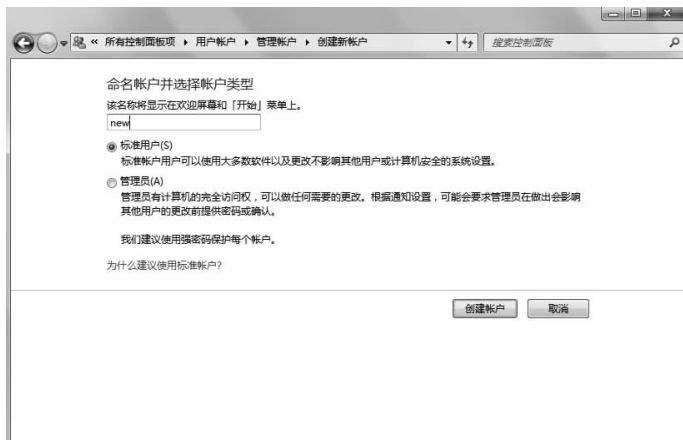 « 所有控制面板项 ▸ 用户帐户 ▸ 管理帐户 ▸ 创建新帐户
搜索控制面板
命名帐户并选择帐户类型
该名称将显示在欢迎屏幕和「开始」菜单上。
new
标准用户(S)
标准帐户用户可以使用大多数软件以及更改不影响其他用户或计算机安全的系统设置。
管理员(A)
管理员有计算机的完全访问权，可以做任何需要的更改。根据通知设置，可能会要求管理员在做出会影响
其他用户的更改前提供密码或确认。
我们建议使用强密码保护每个帐户。
为什么建议使用标准帐户?
创建帐户 取消